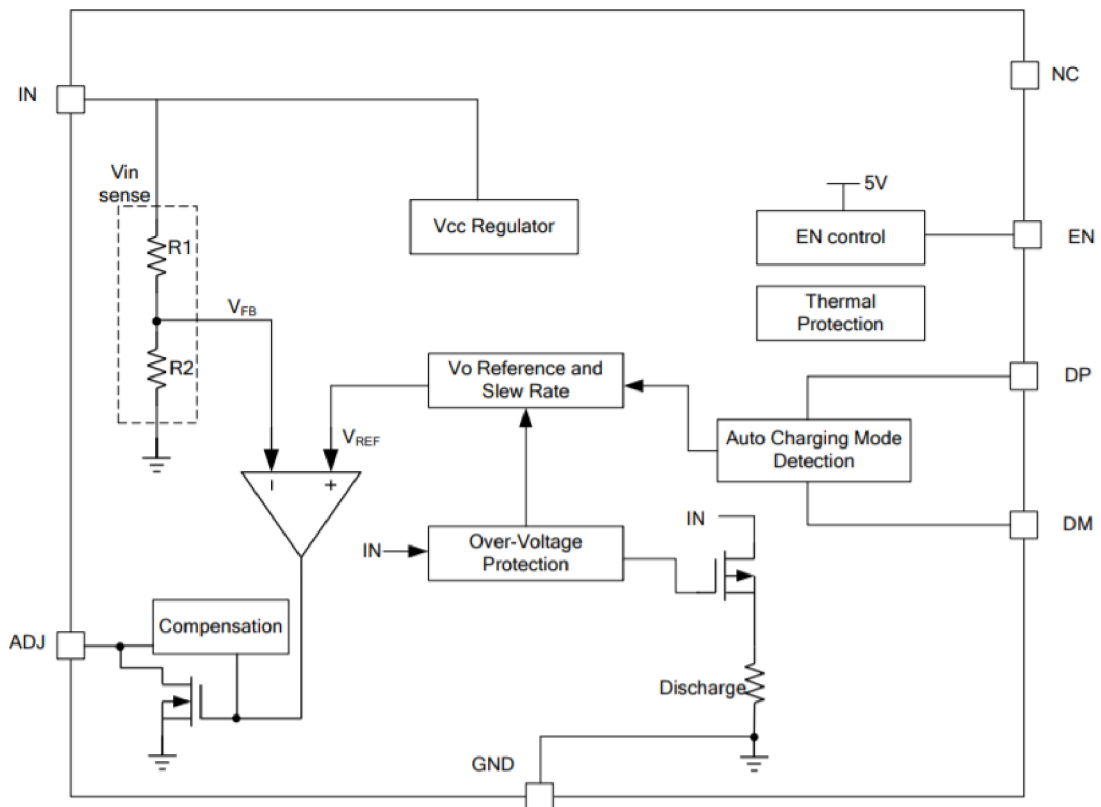 IN
NC
Vin
sense
5V
Vcc Regulator
EN control
EN
R1
Thermal
Protection
VFB
R2
Vo Reference and
Slew Rate
DP
Auto Charging Mode
Detection
VREF
-
+
IN
DM
IN
Over-Voltage
Protection
Compensation
ADJ
Discharge
GND